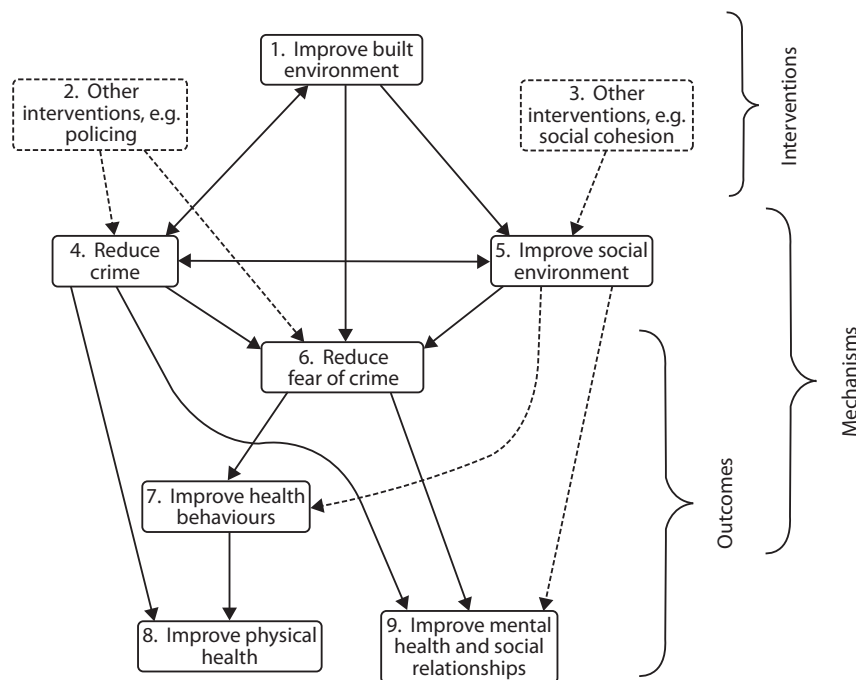 1. Improve built
environment
2. Other
interventions, e.g.
policing
3. Other
interventions, e.g.
social cohesion
Interventions
4. Reduce
crime
5. Improve social
environment
6. Reduce
fear of crime
Mechanisms
7. Improve health
behaviours
Outcomes
8. Improve physical
health
9. Improve mental
health and social
relationships